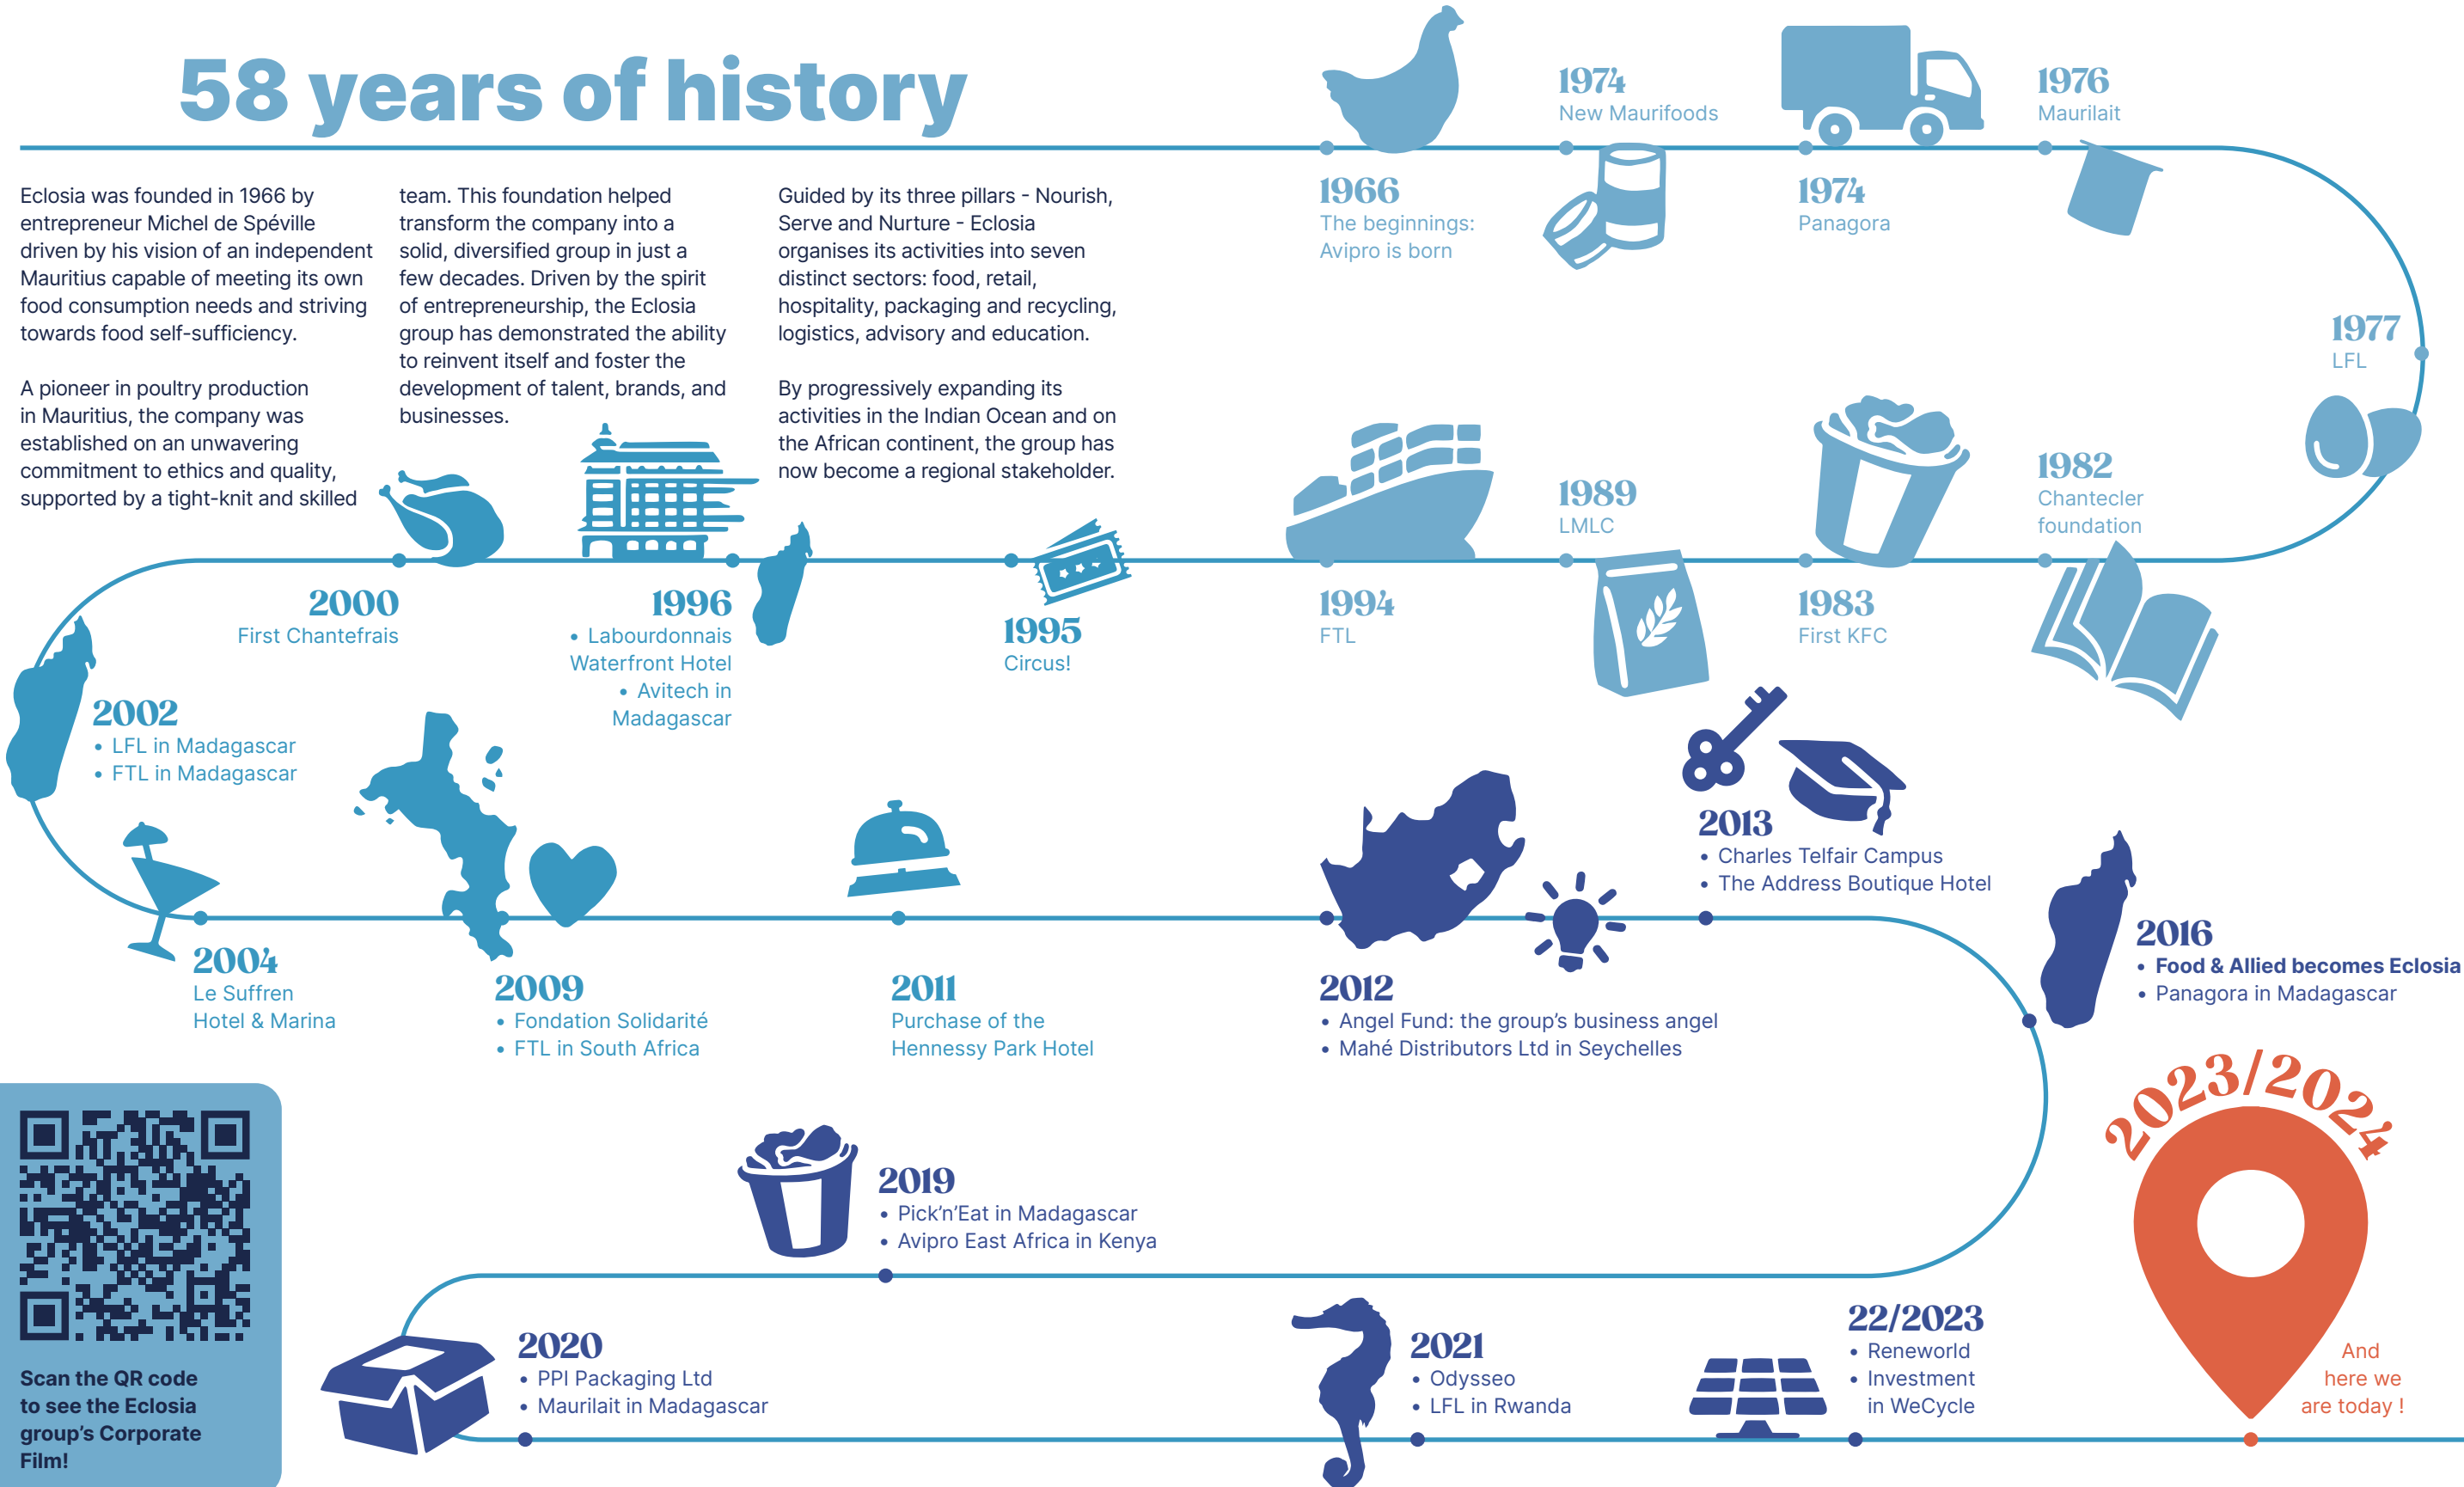 58 years of history
Eclosia was founded in 1966 by
entrepreneur Michel de Spéville
driven by his vision of an independent
Mauritius capable of meeting its own
food consumption needs and striving
towards food self-sufficiency.
A pioneer in poultry production
in Mauritius, the company was
established on an unwavering
commitment to ethics and quality,
supported by a tight-knit and skilled
team. This foundation helped
transform the company into a
solid, diversified group in just a
few decades. Driven by the spirit
of entrepreneurship, the Eclosia
group has demonstrated the ability
to reinvent itself and foster the
development of talent, brands, and
businesses.
Guided by its three pillars - Nourish,
Serve and Nurture - Eclosia
organises its activities into seven
distinct sectors: food, retail,
hospitality, packaging and recycling,
logistics, advisory and education.
By progressively expanding its
activities in the Indian Ocean and on
the African continent, the group has
now become a regional stakeholder.
1966
The beginnings:
Avipro is born
1974
New Maurifoods
1974
Panagora
1976
Maurilait
1977
LFL
1982
Chantecler
foundation
1983
First KFC
1989
LMLC
1994
FTL
1995
Circus!
1996
• Labourdonnais
Waterfront Hotel
• Avitech in
Madagascar
2000
First Chantefrais
2002
• LFL in Madagascar
• FTL in Madagascar
2004
Le Suffren
Hotel & Marina
2009
• Fondation Solidarité
• FTL in South Africa
2011
Purchase of the
Hennessy Park Hotel
2012
• Angel Fund: the group’s business angel
• Mahé Distributors Ltd in Seychelles
2013
• Charles Telfair Campus
• The Address Boutique Hotel
2016
• Food & Allied becomes Eclosia
• Panagora in Madagascar
2019
• Pick’n’Eat in Madagascar
• Avipro East Africa in Kenya
2020
• PPI Packaging Ltd
• Maurilait in Madagascar
2021
• Odysseo
• LFL in Rwanda
22/2023
• Reneworld
• Investment
in WeCycle
2023/2024
And
here we
are today !
Scan the QR code
to see the Eclosia
group’s Corporate
Film!